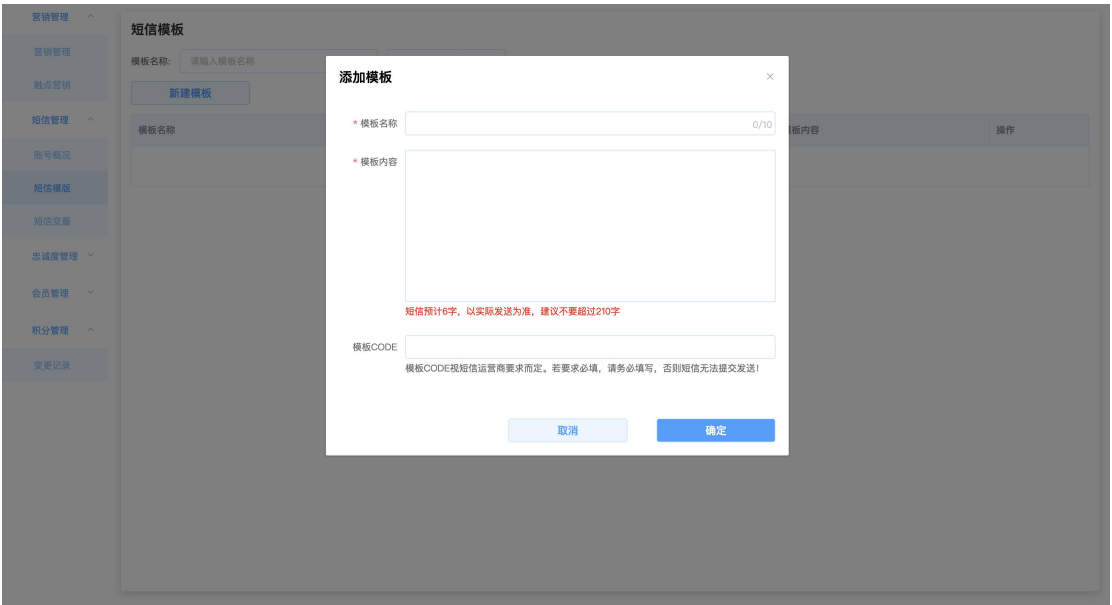 营销管理
营销管理
触点营销
短信管理
账号概况
短信模版
短信变量
忠诚度管理
会员管理
积分管理
变更记录
短信模板
模板名称: 请输入模板名称
新建模板
模板名称 模板内容 操作
添加模板
* 模板名称 0/10
* 模板内容
短信预计6字，以实际发送为准，建议不要超过210字
模板CODE
模板CODE视短信运营商要求而定。若要求必填，请务必填写，否则短信无法提交发送！
取消 确定